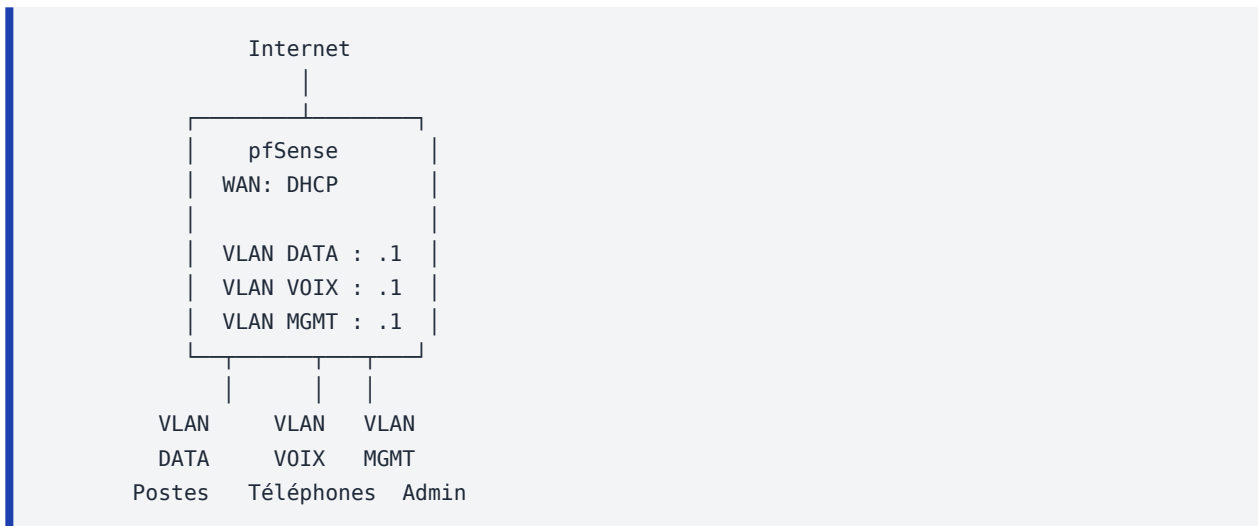 Internet
pfSense
WAN: DHCP
VLAN DATA : .1
VLAN VOIX : .1
VLAN MGMT : .1
VLAN VLAN VLAN
DATA VOIX MGMT
Postes Téléphones Admin